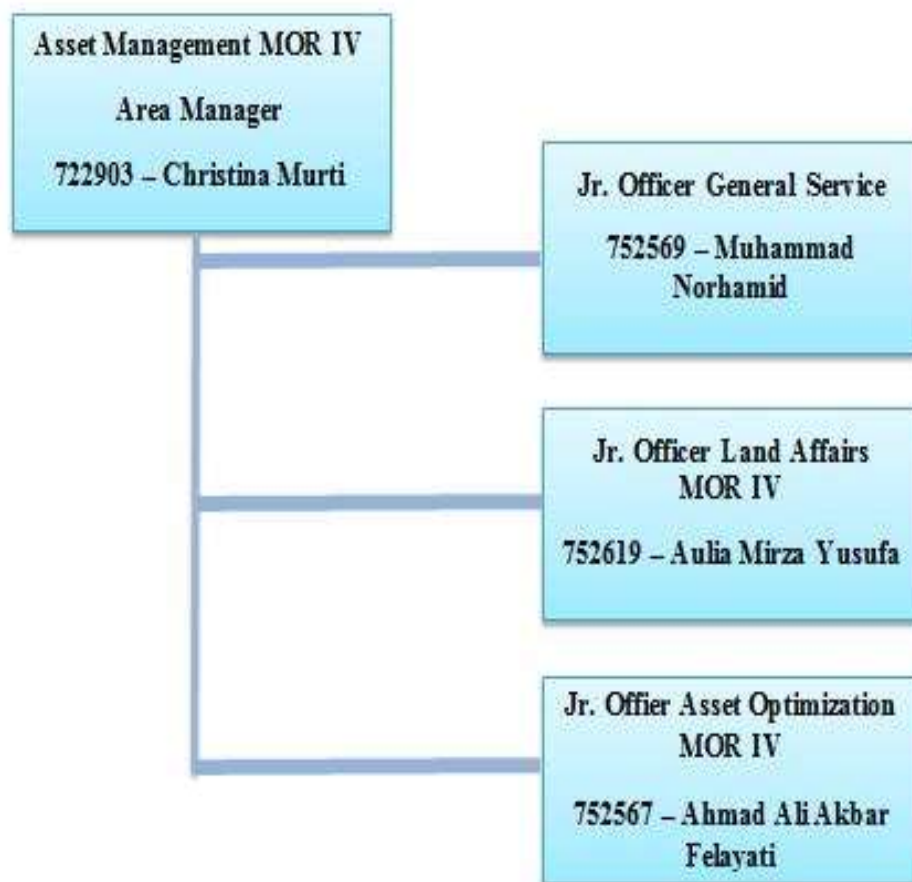 Asset Management MOR IV
Area Manager
722903 – Christina Murti
Jr. Officer General Service
752569 – Muhammad
Norhamid
Jr. Officer Land Affairs
MOR IV
752619 – Aulia Mirza Yusufa
Jr. Offier Asset Optimization
MOR IV
752567 – Ahmad Ali Akbar
Felayati